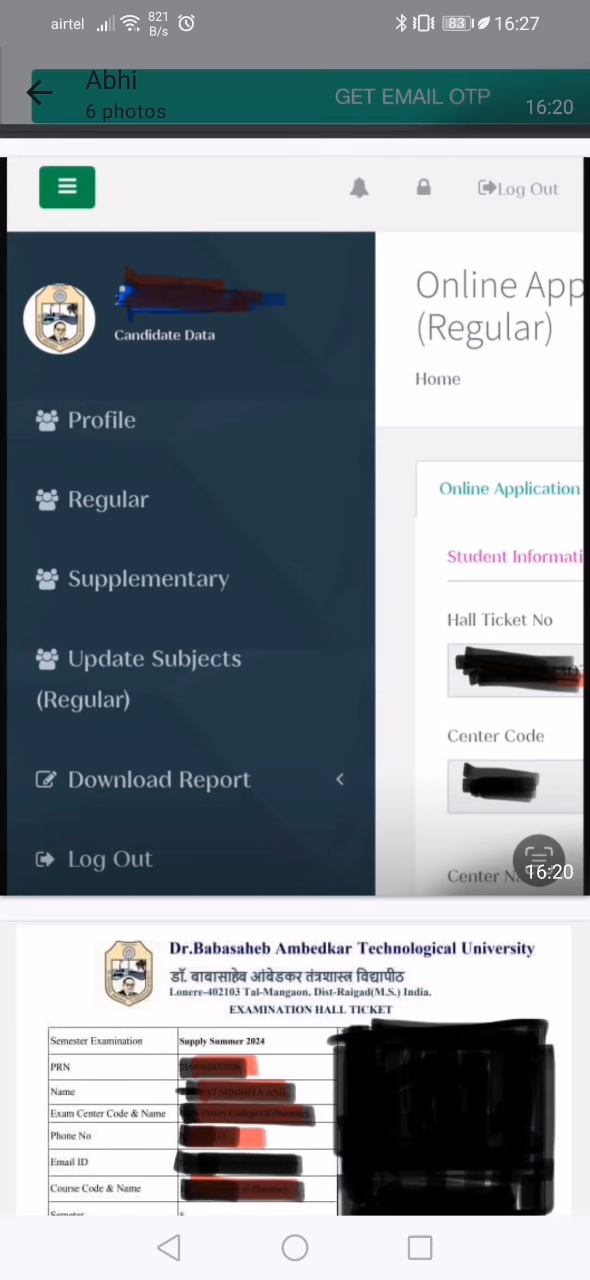 airtel
821
B/s
83
16:27
Abhi
6 photos
GET EMAIL OTP
16:20
Log Out
Candidate Data
Online App
(Regular)
Home
Profile
Regular
Supplementary
Update Subjects
(Regular)
Download Report
Log Out
Online Application
Student Informati
Hall Ticket No
Center Code
Center N
16:20
Dr.Babasaheb Ambedkar Technological University
डॉ. बाबासाहेब आंबेडकर तंत्रशास्त्र विद्यापीठ
Lonere-402103 Tal-Mangaon, Dist-Raigad(M.S.) India.
EXAMINATION HALL TICKET
Semester Examination Supply Summer 2024
PRN
Name
Exam Center Code & Name
Phone No
Email ID
Course Code & Name